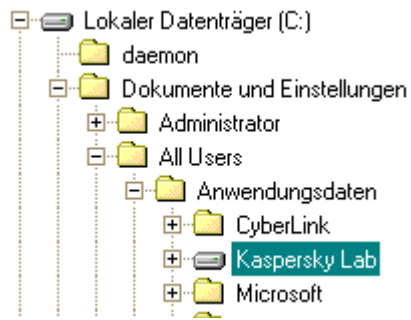 Lokaler Datenträger (C:)
daemon
Dokumente und Einstellungen
Administrator
All Users
Anwendungsdaten
CyberLink
Kaspersky Lab
Microsoft